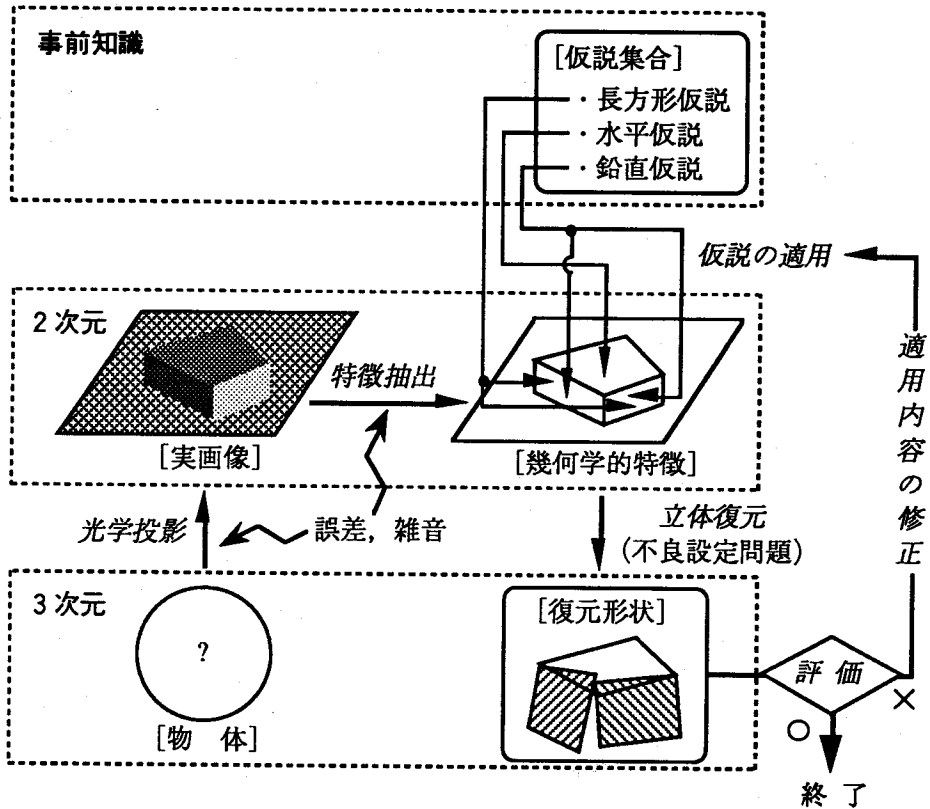 事前知識
[仮説集合]
・長方形仮説
・水平仮説
・鉛直仮説
仮説の適用
2次元
特徴抽出
[実画像]
[幾何学的特徴]
適用内容の修正
光学投影
誤差，雑音
立体復元
(不良設定問題)
3次元
[復元形状]
?
[物 体]
評 価
×
○
終 了